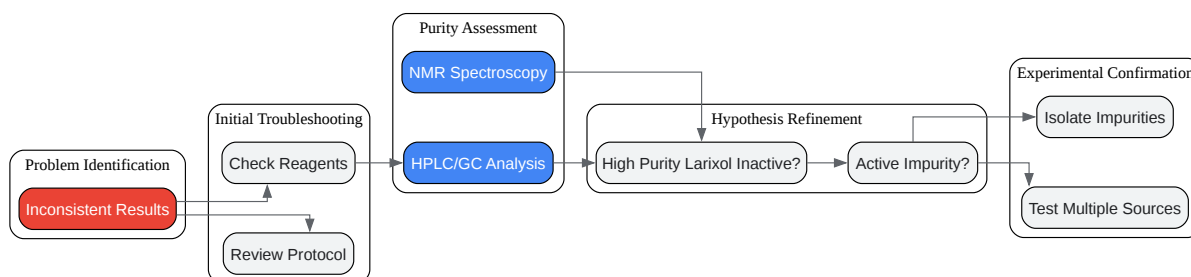 Problem Identification
Inconsistent Results
Initial Troubleshooting
Check Reagents
Review Protocol
Purity Assessment
NMR Spectroscopy
HPLC/GC Analysis
Hypothesis Refinement
High Purity Larixol Inactive?
Active Impurity?
Experimental Confirmation
Isolate Impurities
Test Multiple Sources